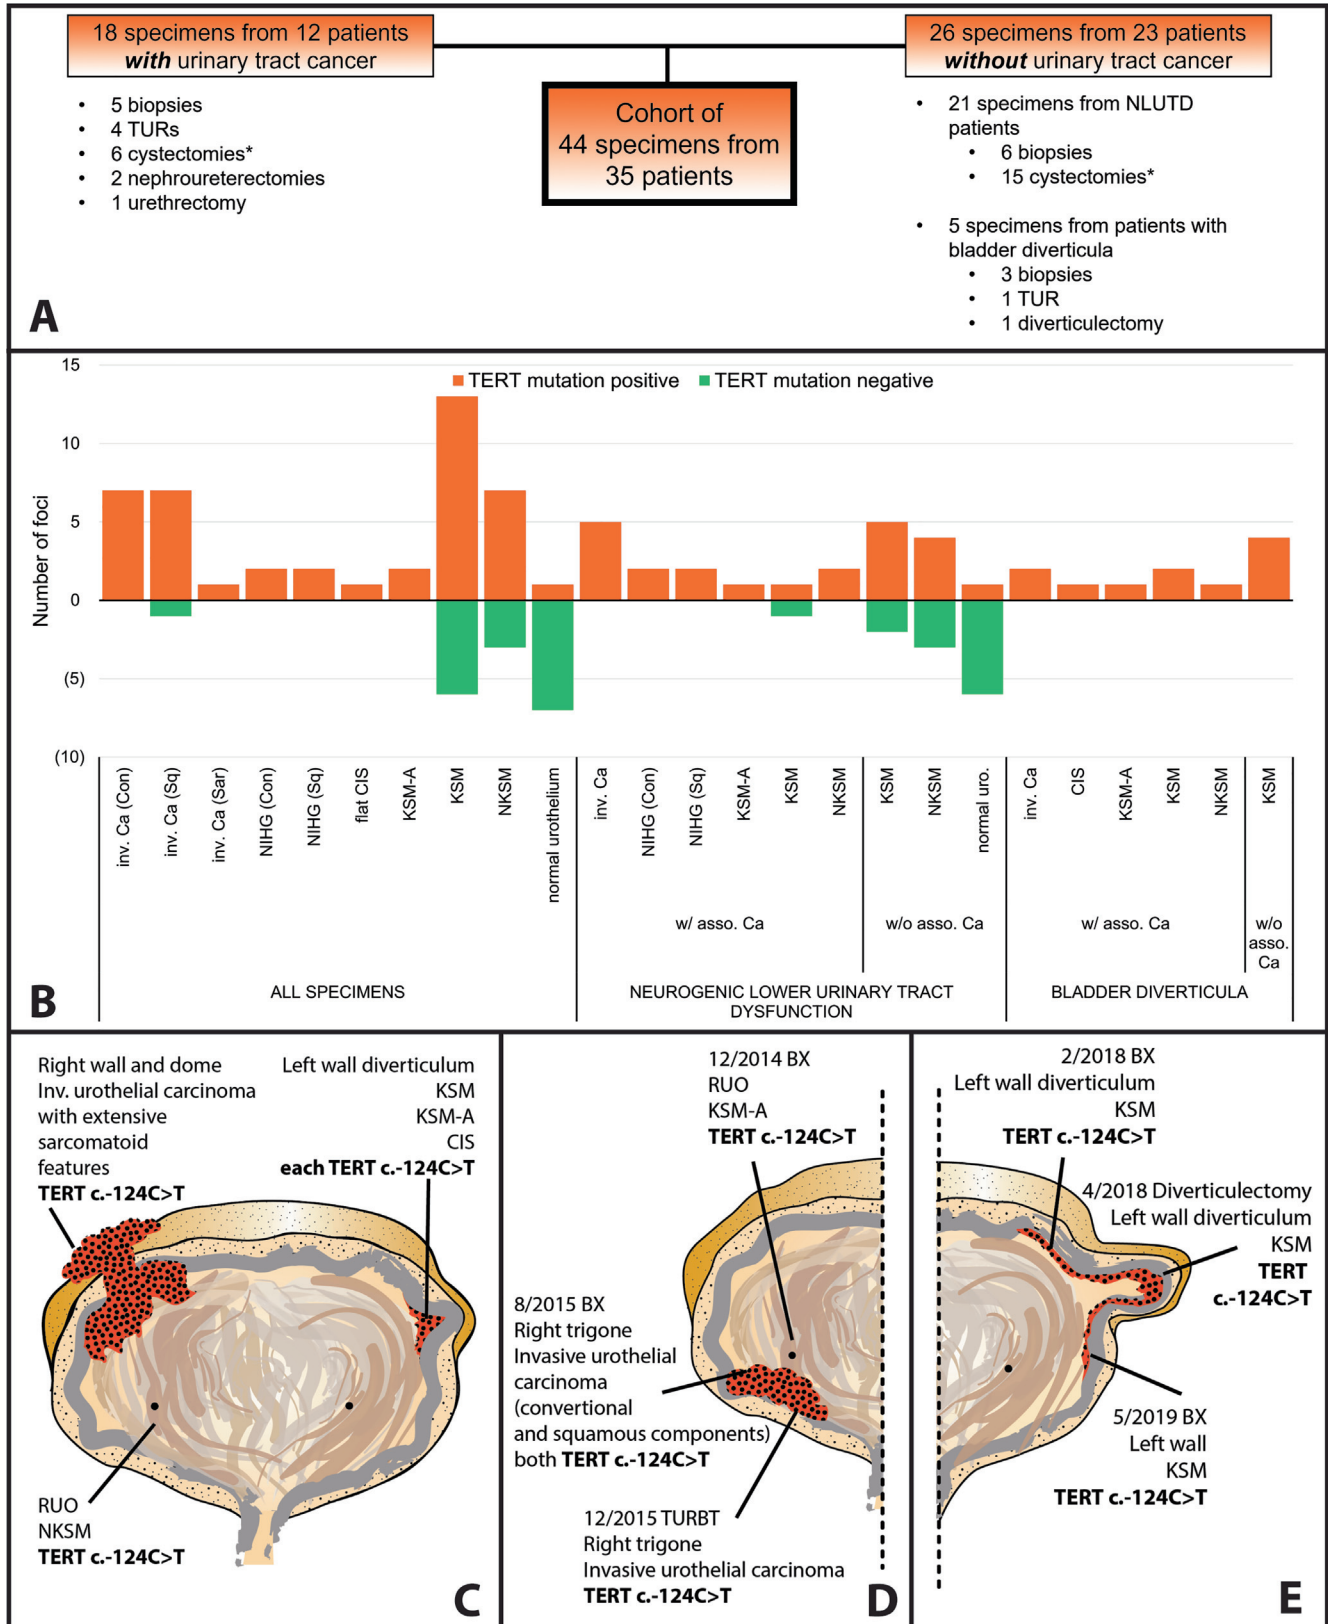 18 specimens from 12 patients
with urinary tract cancer
• 5 biopsies
• 4 TURs
• 6 cystectomies*
• 2 nephroureterectomies
• 1 urethrectomy
Cohort of
44 specimens from
35 patients
26 specimens from 23 patients
without urinary tract cancer
• 21 specimens from NLUTD
patients
• 6 biopsies
• 15 cystectomies*
• 5 specimens from patients with
bladder diverticula
• 3 biopsies
• 1 TUR
• 1 diverticulectomy
A
TERT mutation positive
TERT mutation negative
Number of foci
15
10
5
0
(5)
(10)
inv. Ca (Con)
inv. Ca (Sq)
inv. Ca (Sar)
NIHG (Con)
NIHG (Sq)
flat CIS
KSM-A
KSM
NKSM
normal urothelium
inv. Ca
NIHG (Con)
NIHG (Sq)
KSM-A
KSM
NKSM
KSM
NKSM
normal uro.
inv. Ca
CIS
KSM-A
KSM
NKSM
KSM
w/ asso. Ca
w/o asso. Ca
w/ asso. Ca
w/o
asso.
Ca
ALL SPECIMENS
NEUROGENIC LOWER URINARY TRACT
DYSFUNCTION
BLADDER DIVERTICULA
B
Right wall and dome
Inv. urothelial carcinoma
with extensive
sarcomatoid
features
TERT c.-124C>T
Left wall diverticulum
KSM
KSM-A
CIS
each TERT c.-124C>T
RUO
NKSM
TERT c.-124C>T
C
12/2014 BX
RUO
KSM-A
TERT c.-124C>T
8/2015 BX
Right trigone
Invasive urothelial
carcinoma
(convertional
and squamous components)
both TERT c.-124C>T
12/2015 TURBT
Right trigone
Invasive urothelial carcinoma
TERT c.-124C>T
D
2/2018 BX
Left wall diverticulum
KSM
TERT c.-124C>T
4/2018 Diverticulectomy
Left wall diverticulum
KSM
TERT
c.-124C>T
5/2019 BX
Left wall
KSM
TERT c.-124C>T
E